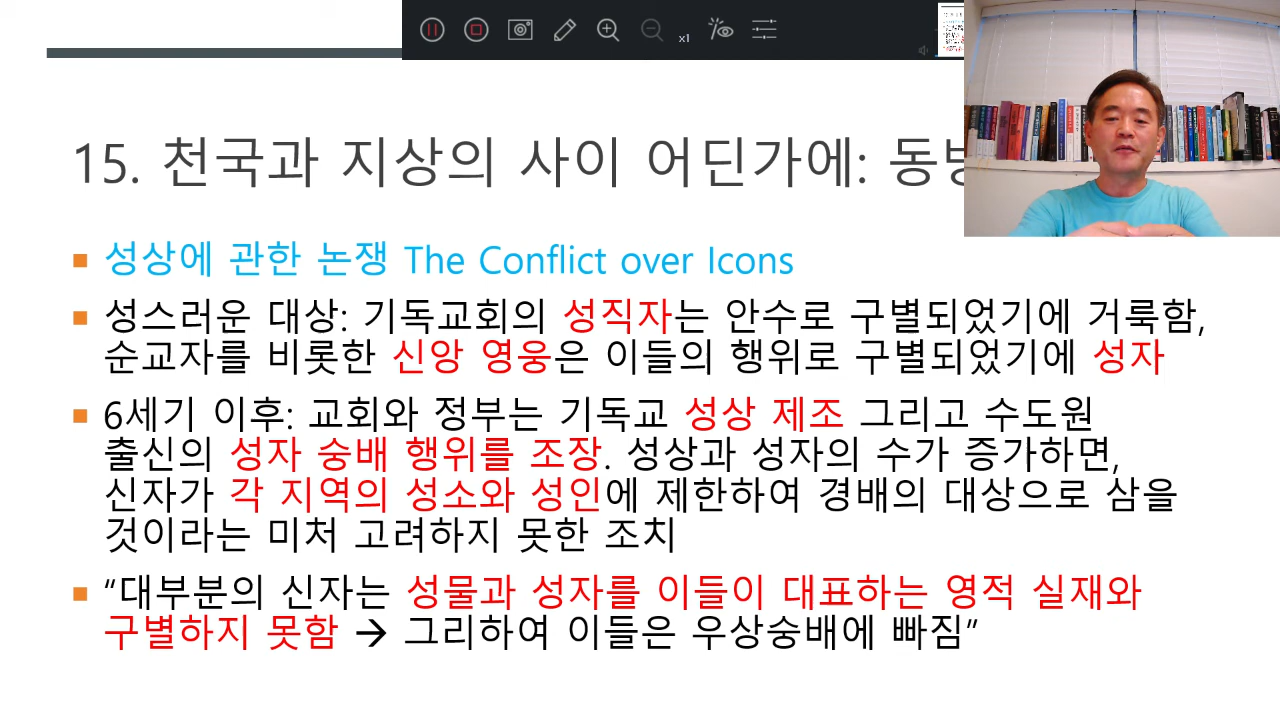 x1
15. 천국과 지상의 사이 어딘가에:
■ 성상에 관한 논쟁 The Conflict over Icons
■ 성스러운 대상: 기독교회의 성직자는 안수로 구별되었기에 거룩함,
순교자를 비롯한 신앙 영웅은 이들의 행위로 구별되었기에 성자
■ 6세기 이후: 교회와 정부는 기독교 성상 제조 그리고 수도원
출신의 성자 숭배 행위를 조장. 성상과 성자의 수가 증가하면,
신자가 각 지역의 성소와 성인에 제한하여 경배의 대상으로 삼을
것이라는 미처 고려하지 못한 조치
■ “대부분의 신자는 성물과 성자를 이들이 대표하는 영적 실재와
구별하지 못함 → 그리하여 이들은 우상숭배에 빠짐”